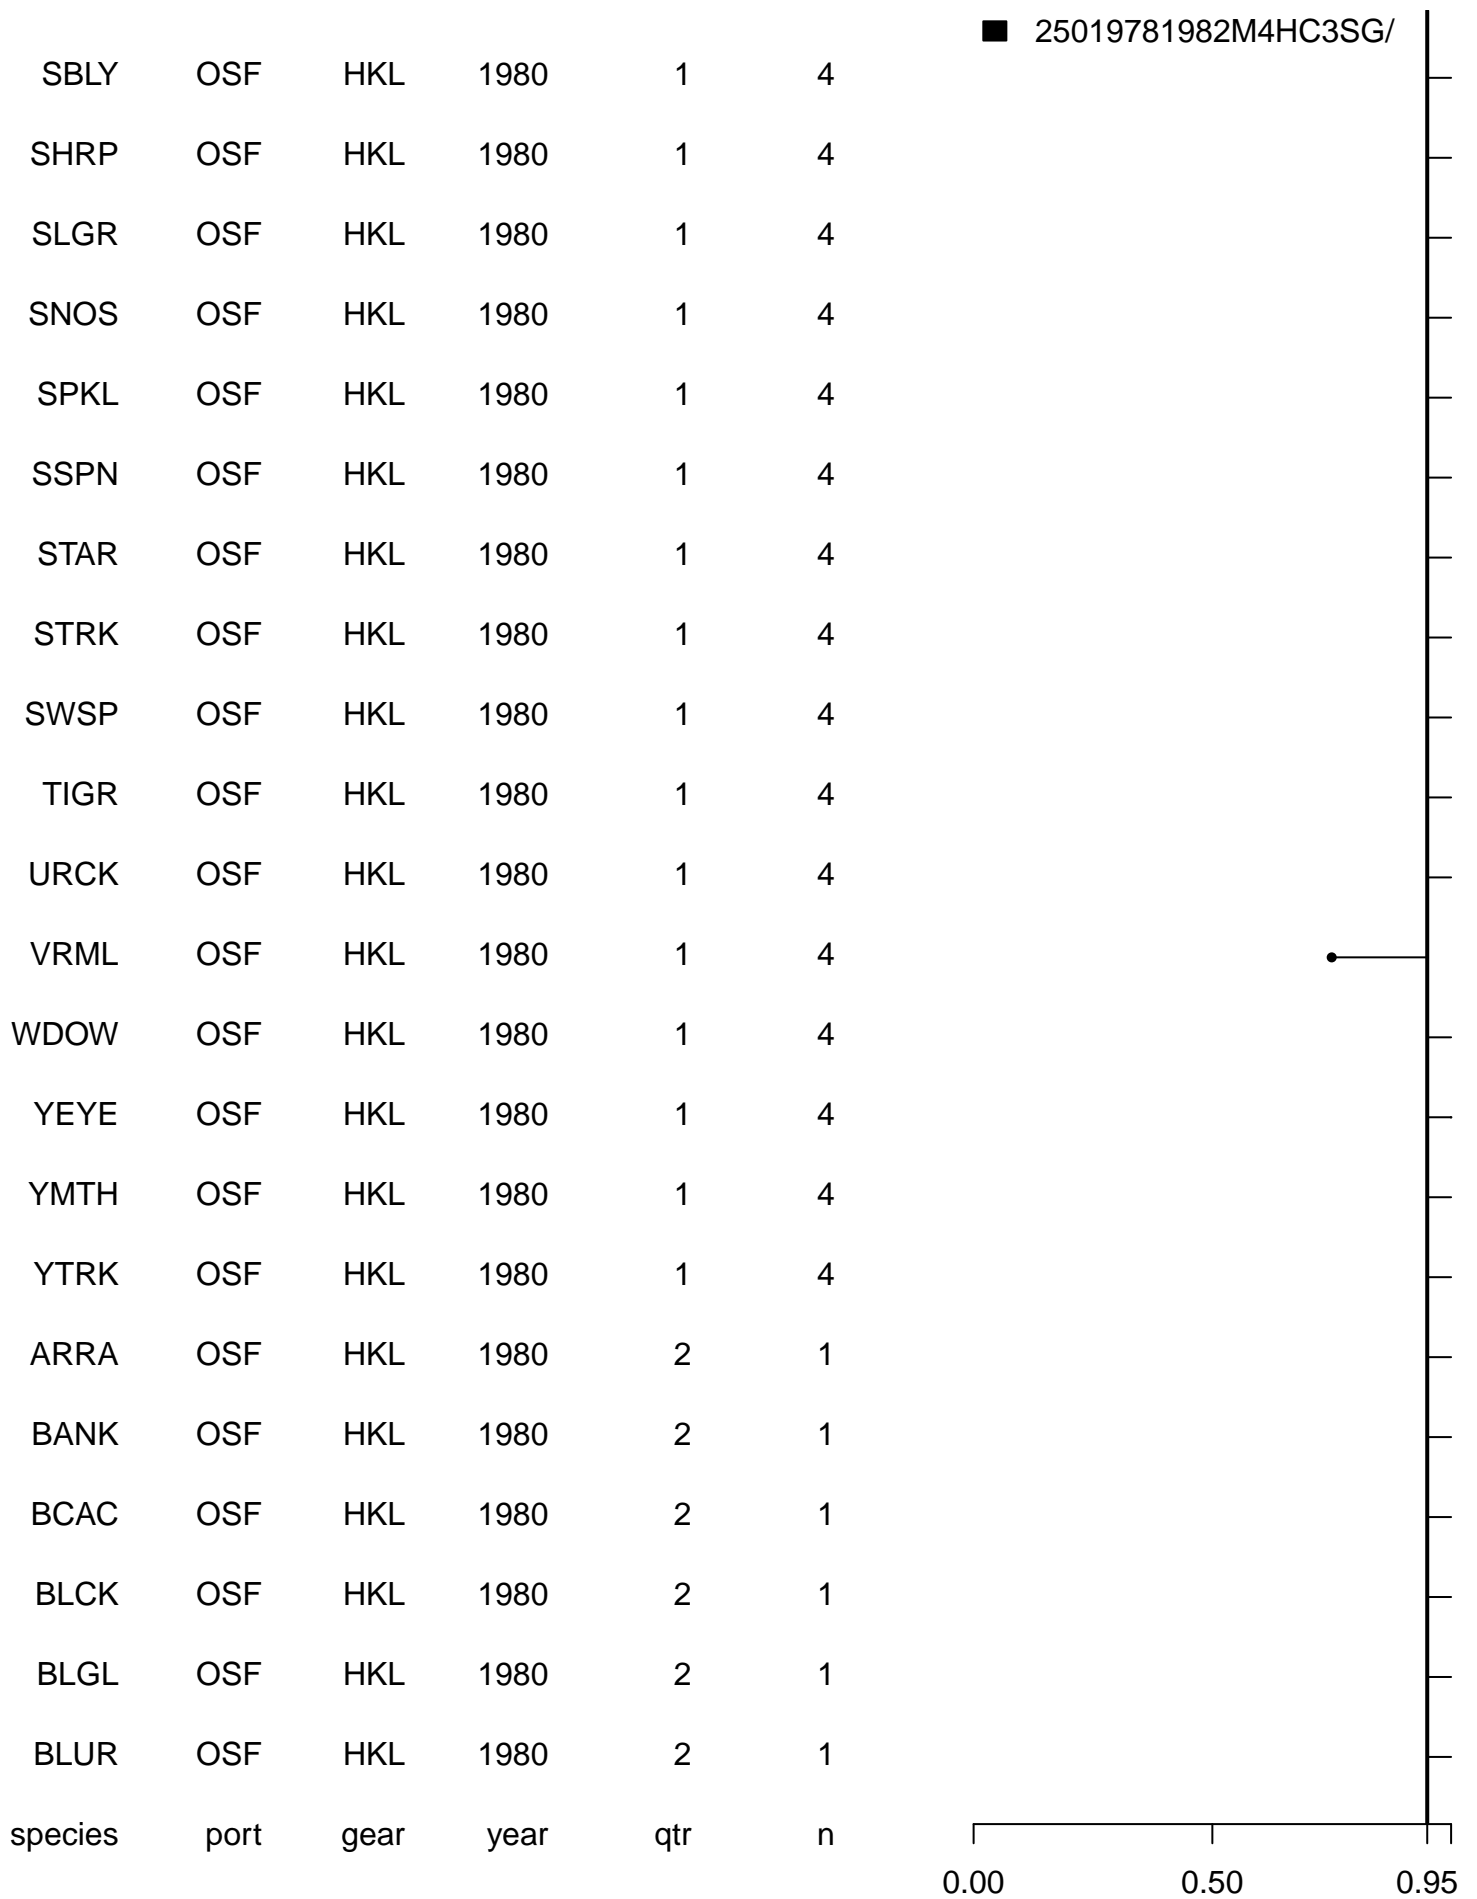 25019781982M4HC3SG/
SBLY OSF HKL 1980 1 4
SHRP OSF HKL 1980 1 4
SLGR OSF HKL 1980 1 4
SNOS OSF HKL 1980 1 4
SPKL OSF HKL 1980 1 4
SSPN OSF HKL 1980 1 4
STAR OSF HKL 1980 1 4
STRK OSF HKL 1980 1 4
SWSP OSF HKL 1980 1 4
TIGR OSF HKL 1980 1 4
URCK OSF HKL 1980 1 4
VRML OSF HKL 1980 1 4
WDOW OSF HKL 1980 1 4
YEYE OSF HKL 1980 1 4
YMTH OSF HKL 1980 1 4
YTRK OSF HKL 1980 1 4
ARRA OSF HKL 1980 2 1
BANK OSF HKL 1980 2 1
BCAC OSF HKL 1980 2 1
BLCK OSF HKL 1980 2 1
BLGL OSF HKL 1980 2 1
BLUR OSF HKL 1980 2 1
species port gear year qtr n
0.00 0.50 0.95